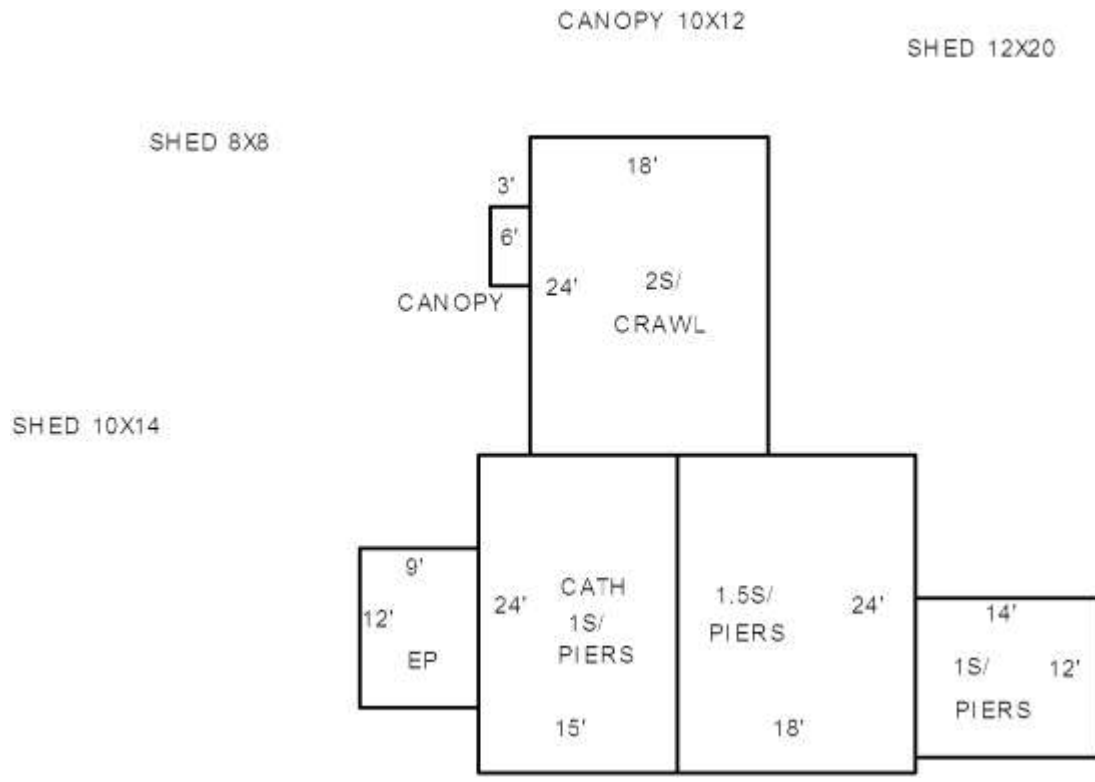 CANOPY 10X12
SHED 12X20
SHED 8X8
18'
3'
6'
24'
2S/
CANOPY
CRAWL
SHED 10X14
9'
12'
EP
24'
CATH
1S/
PIERS
15'
1.5S/
PIERS
24'
18'
14'
1S/
12'
PIERS